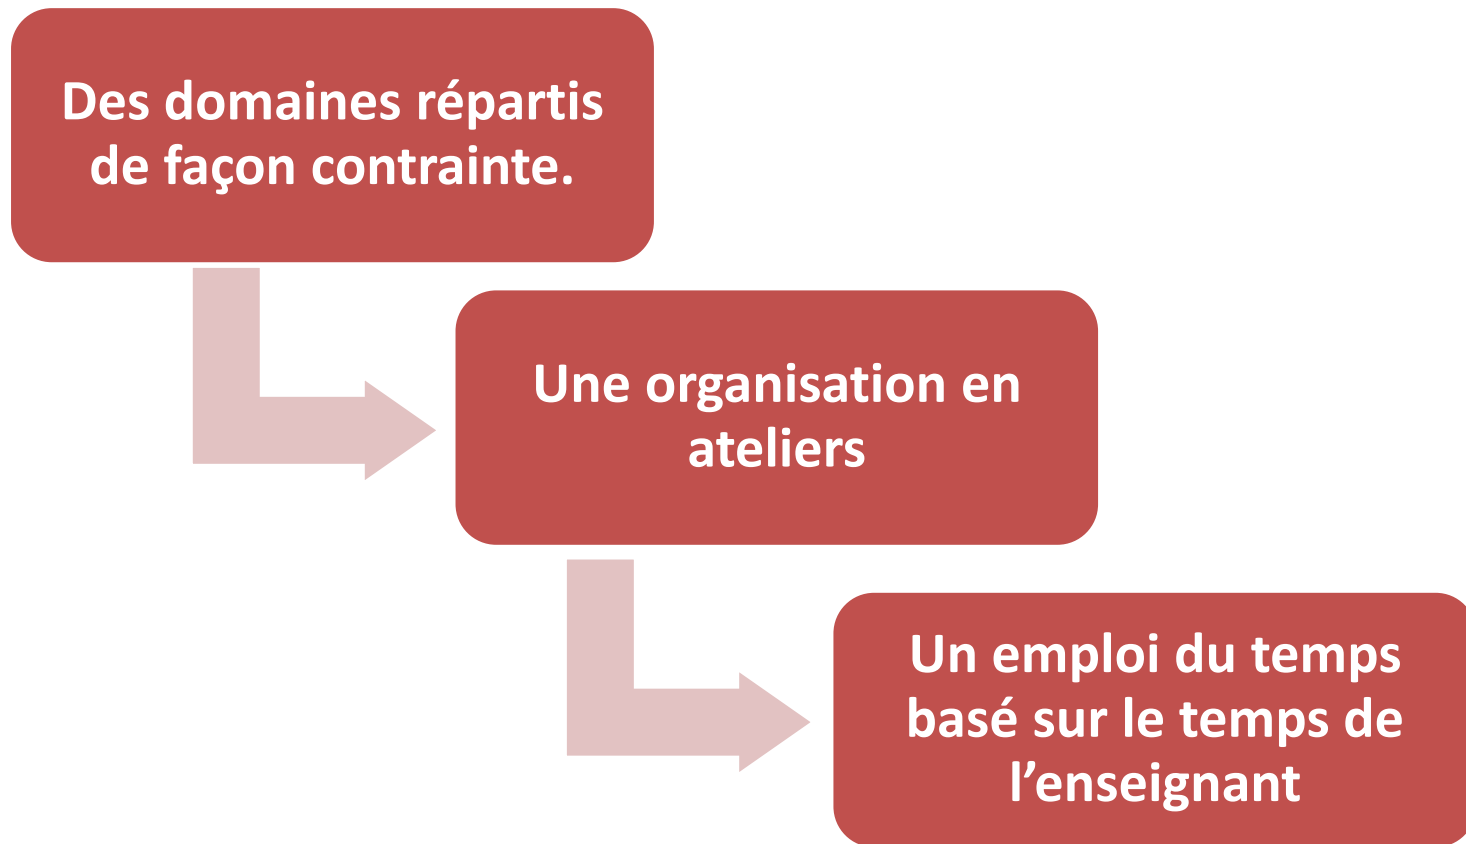 Des domaines répartis
de façon contrainte.
Une organisation en
ateliers
Un emploi du temps
basé sur le temps de
l’enseignant